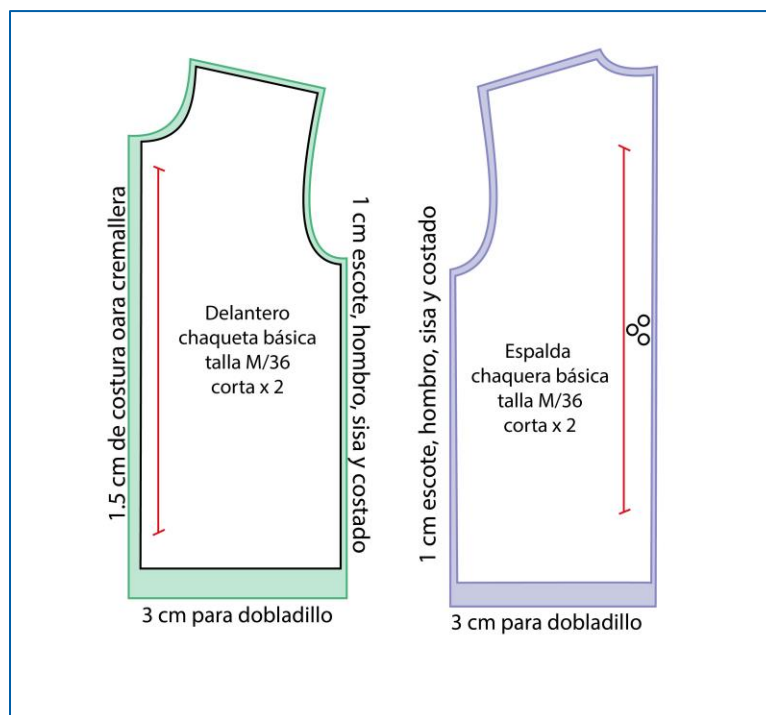 1.5 cm de costura oara cremallera
Delantero
chaqueta básica
talla M/36
corta x 2
1 cm escote, hombro, sisa y costado
3 cm para dobladillo
1 cm escote, hombro, sisa y costado
Espalda
chaquera básica
talla M/36
corta x 2
3 cm para dobladillo